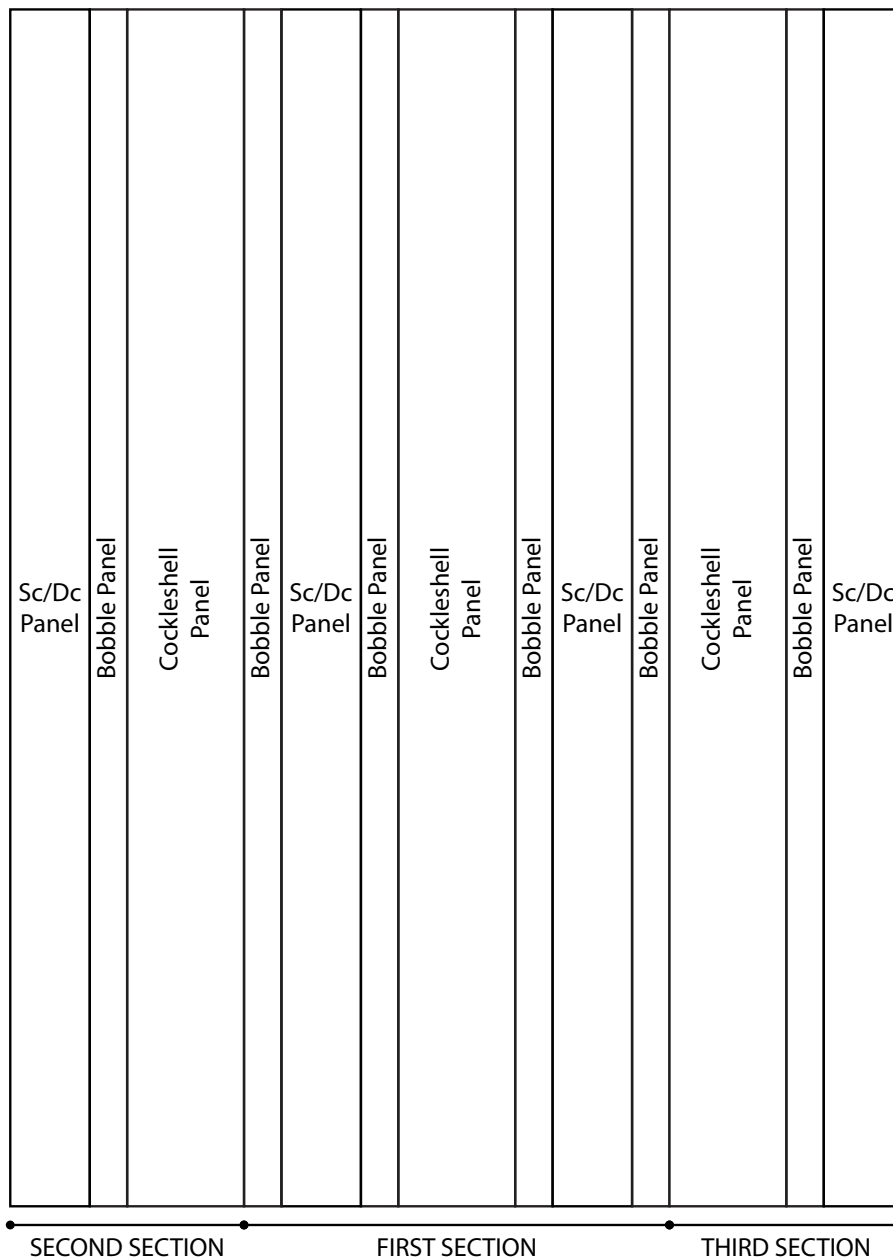 Sc/Dc
Panel
Bobble Panel
Cockleshell
Panel
Bobble Panel
Sc/Dc
Panel
Bobble Panel
Cockleshell
Panel
Bobble Panel
Sc/Dc
Panel
Bobble Panel
Cockleshell
Panel
Bobble Panel
Sc/Dc
Panel
SECOND SECTION
FIRST SECTION
THIRD SECTION